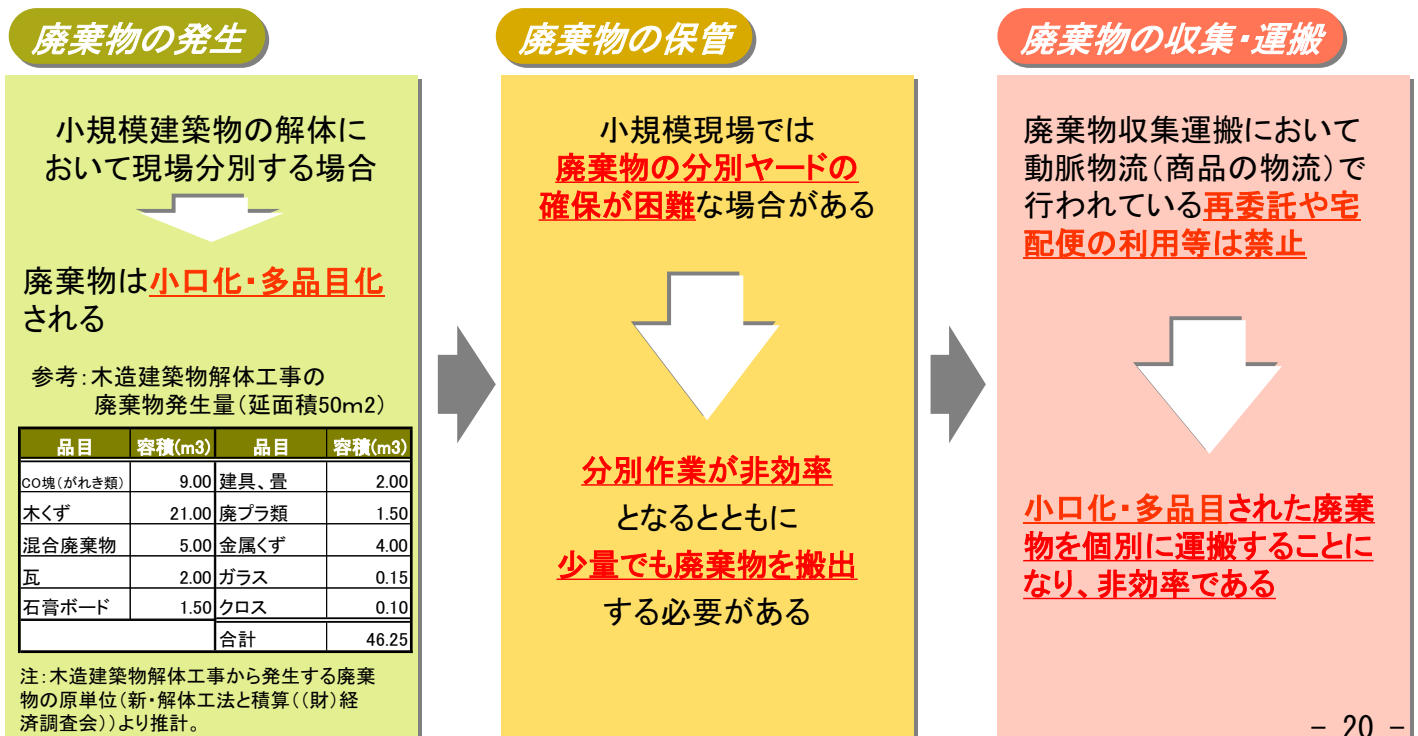 廃棄物の発生
小規模建築物の解体に
おいて現場分別する場合
廃棄物は小口化・多品目化
される
参考：木造建築物解体工事の
廃棄物発生量（延面積50m2）
品目 容積(m3) 品目 容積(m3)
CO塊（がれき類） 9.00 建具、畳 2.00
木くず 21.00 廃プラ類 1.50
混合廃棄物 5.00 金属くず 4.00
瓦 2.00 ガラス 0.15
石膏ボード 1.50 クロス 0.10
合計 46.25
注：木造建築物解体工事から発生する廃棄
物の原単位（新・解体工法と積算（（財）経
済調査会））より推計。
廃棄物の保管
小規模現場では
廃棄物の分別ヤードの
確保が困難な場合がある
分別作業が非効率
となるとともに
少量でも廃棄物を搬出
する必要がある
廃棄物の収集・運搬
廃棄物収集運搬において
動脈物流（商品の物流）で
行われている再委託や宅
配便の利用等は禁止
小口化・多品目された廃棄
物を個別に運搬することに
なり、非効率である
- 20 -